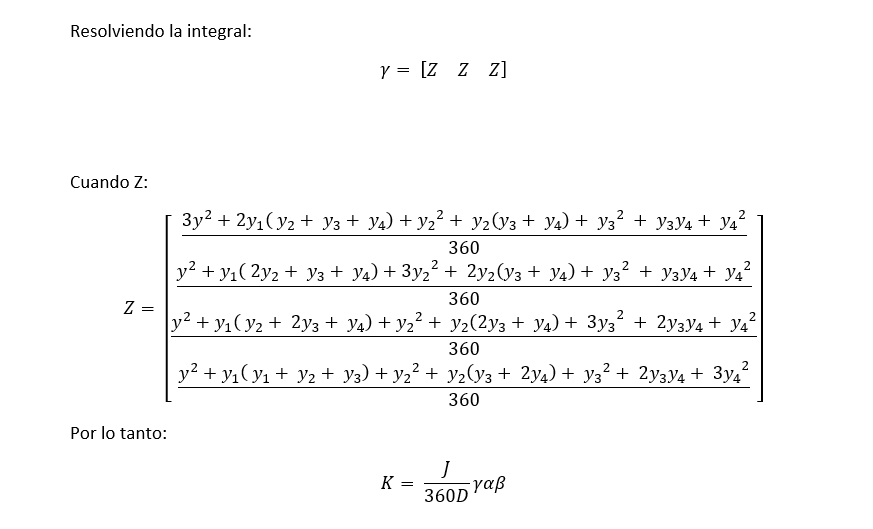 Resolviendo la integral:
γ = [Z Z Z]
Cuando Z:
Z = [
3y² + 2y₁( y₂ + y₃ + y₄) + y₂² + y₂(y₃ + y₄) + y₃² + y₃y₄ + y₄²
360
y² + y₁( 2y₂ + y₃ + y₄) + 3y₂² + 2y₂(y₃ + y₄) + y₃² + y₃y₄ + y₄²
360
y² + y₁( y₂ + 2y₃ + y₄) + y₂² + y₂(2y₃ + y₄) + 3y₃² + 2y₃y₄ + y₄²
360
y² + y₁( y₁ + y₂ + y₃) + y₂² + y₂(y₃ + 2y₄) + y₃² + 2y₃y₄ + 3y₄²
360
]
Por lo tanto:
K = J/360D γαβ